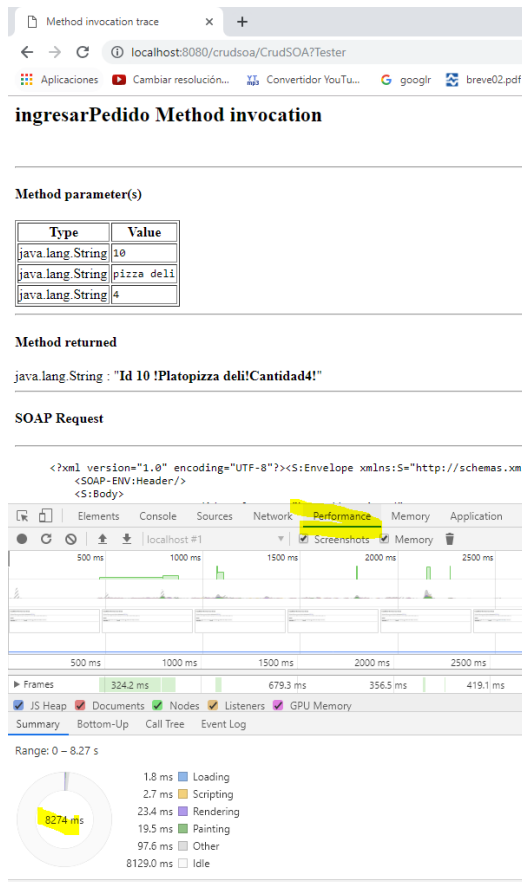 Method invocation trace
localhost:8080/crudsoa/CrudSOA?Tester
Aplicaciones Cambiar resolución... Convertidor YouTu... googlr breve02.pdf
ingresarPedido Method invocation
Method parameter(s)
Type Value
java.lang.String 10
java.lang.String pizza deli
java.lang.String 4
Method returned
java.lang.String : "Id 10 !Platopizza deli!Cantidad4!"
SOAP Request
<?xml version="1.0" encoding="UTF-8"?><S:Envelope xmlns:S="http://schemas.xm
<SOAP-ENV:Header/>
<S:Body>
Elements Console Sources Network Performance Memory Application
localhost #1 Screenshots Memory
500 ms 1000 ms 1500 ms 2000 ms 2500 ms
500 ms 1000 ms 1500 ms 2000 ms 2500 ms
Frames 324.2 ms 679.3 ms 356.5 ms 419.1 ms
JS Heap Documents Nodes Listeners GPU Memory
Summary Bottom-Up Call Tree Event Log
Range: 0 – 8.27 s
8274 ms
1.8 ms Loading
2.7 ms Scripting
23.4 ms Rendering
19.5 ms Painting
97.6 ms Other
8129.0 ms Idle